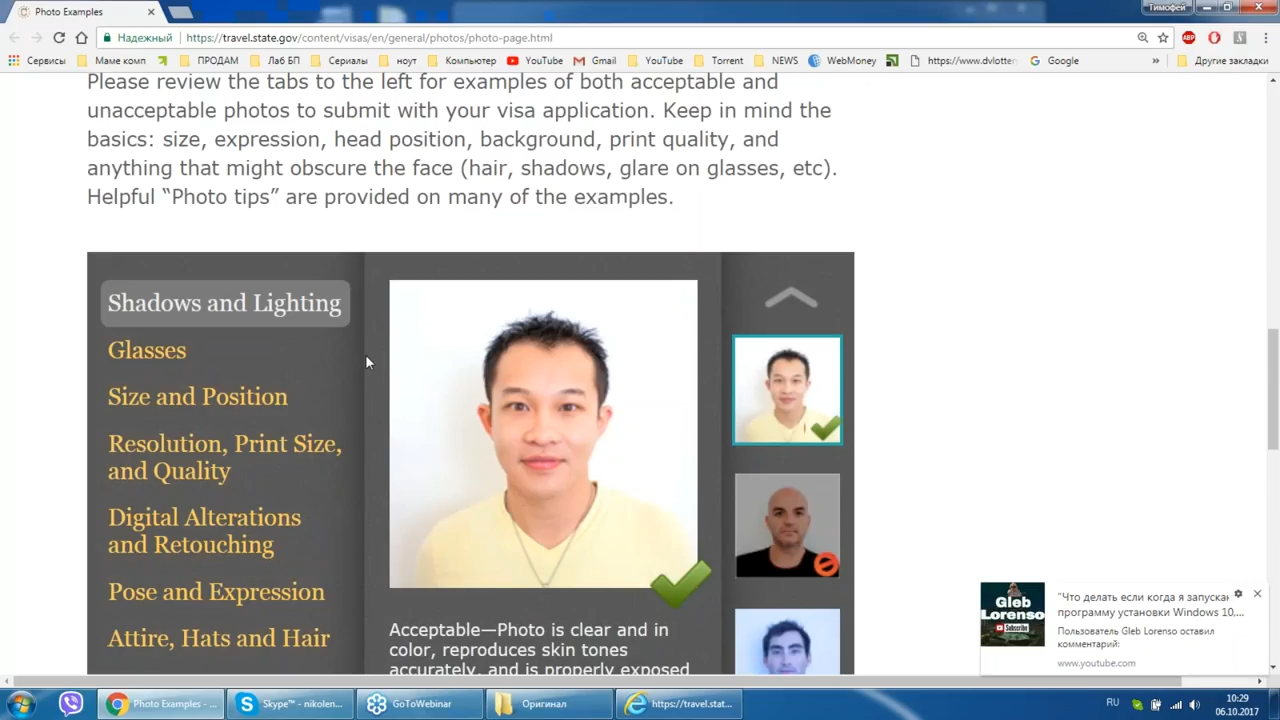 Photo Examples
Тимофей
Надежный
https://travel.state.gov/content/visas/en/general/photos/photo-page.html
Сервисы
Маме комп
ПРОДАМ
Лаб БП
Сериалы
ноут
Компьютер
YouTube
Gmail
YouTube
Torrent
NEWS
WebMoney
https://www.dvlotter
Google
»
Другие закладки
Please review the tabs to the left for examples of both acceptable and
unacceptable photos to submit with your visa application. Keep in mind the
basics: size, expression, head position, background, print quality, and
anything that might obscure the face (hair, shadows, glare on glasses, etc).
Helpful “Photo tips” are provided on many of the examples.
Shadows and Lighting
Glasses
Size and Position
Resolution, Print Size,
and Quality
Digital Alterations
and Retouching
Pose and Expression
Attire, Hats and Hair
Acceptable—Photo is clear and in
color, reproduces skin tones
accurately, and is properly exposed
Gleb
Lorenso
Subscribe
"Что делать если когда я запускан
программу установки Windows 10,...
Пользователь Gleb Lorenso оставил
комментарий:
www.youtube.com
Photo Examples - ...
Skype™ - nikolen...
GoToWebinar
Оригинал
https://travel.stat...
RU
10:29
06.10.2017